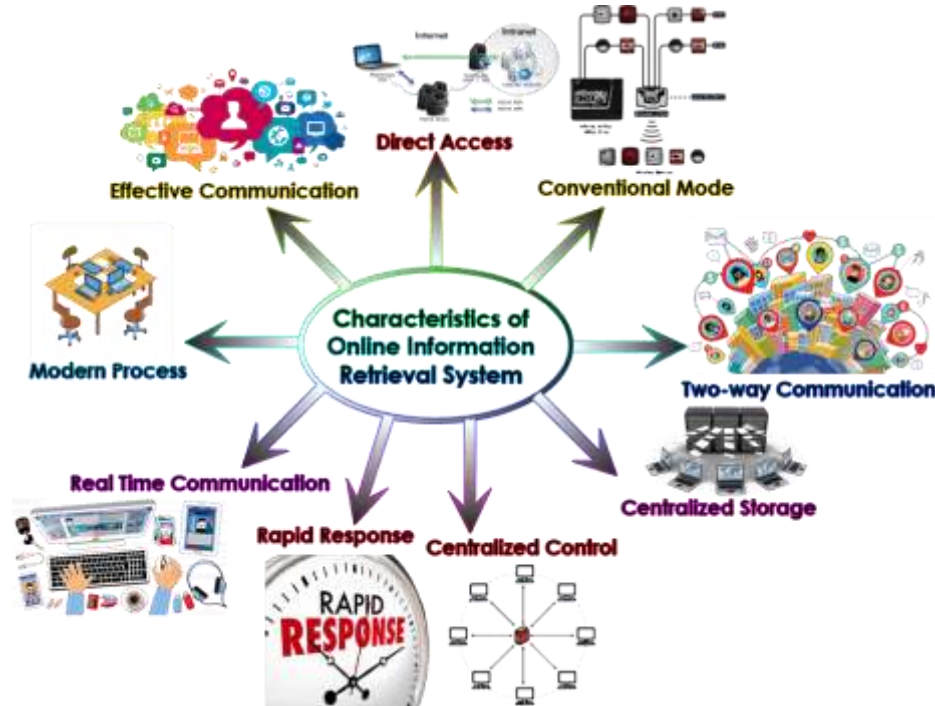 Internet
Intranet
Direct Access
Effective Communication
Conventional Mode
Characteristics of
Online Information
Retrieval System
Modern Process
Two-way Communication
Real Time Communication
Centralized Storage
Rapid Response
Centralized Control
RAPID
RESPONSE